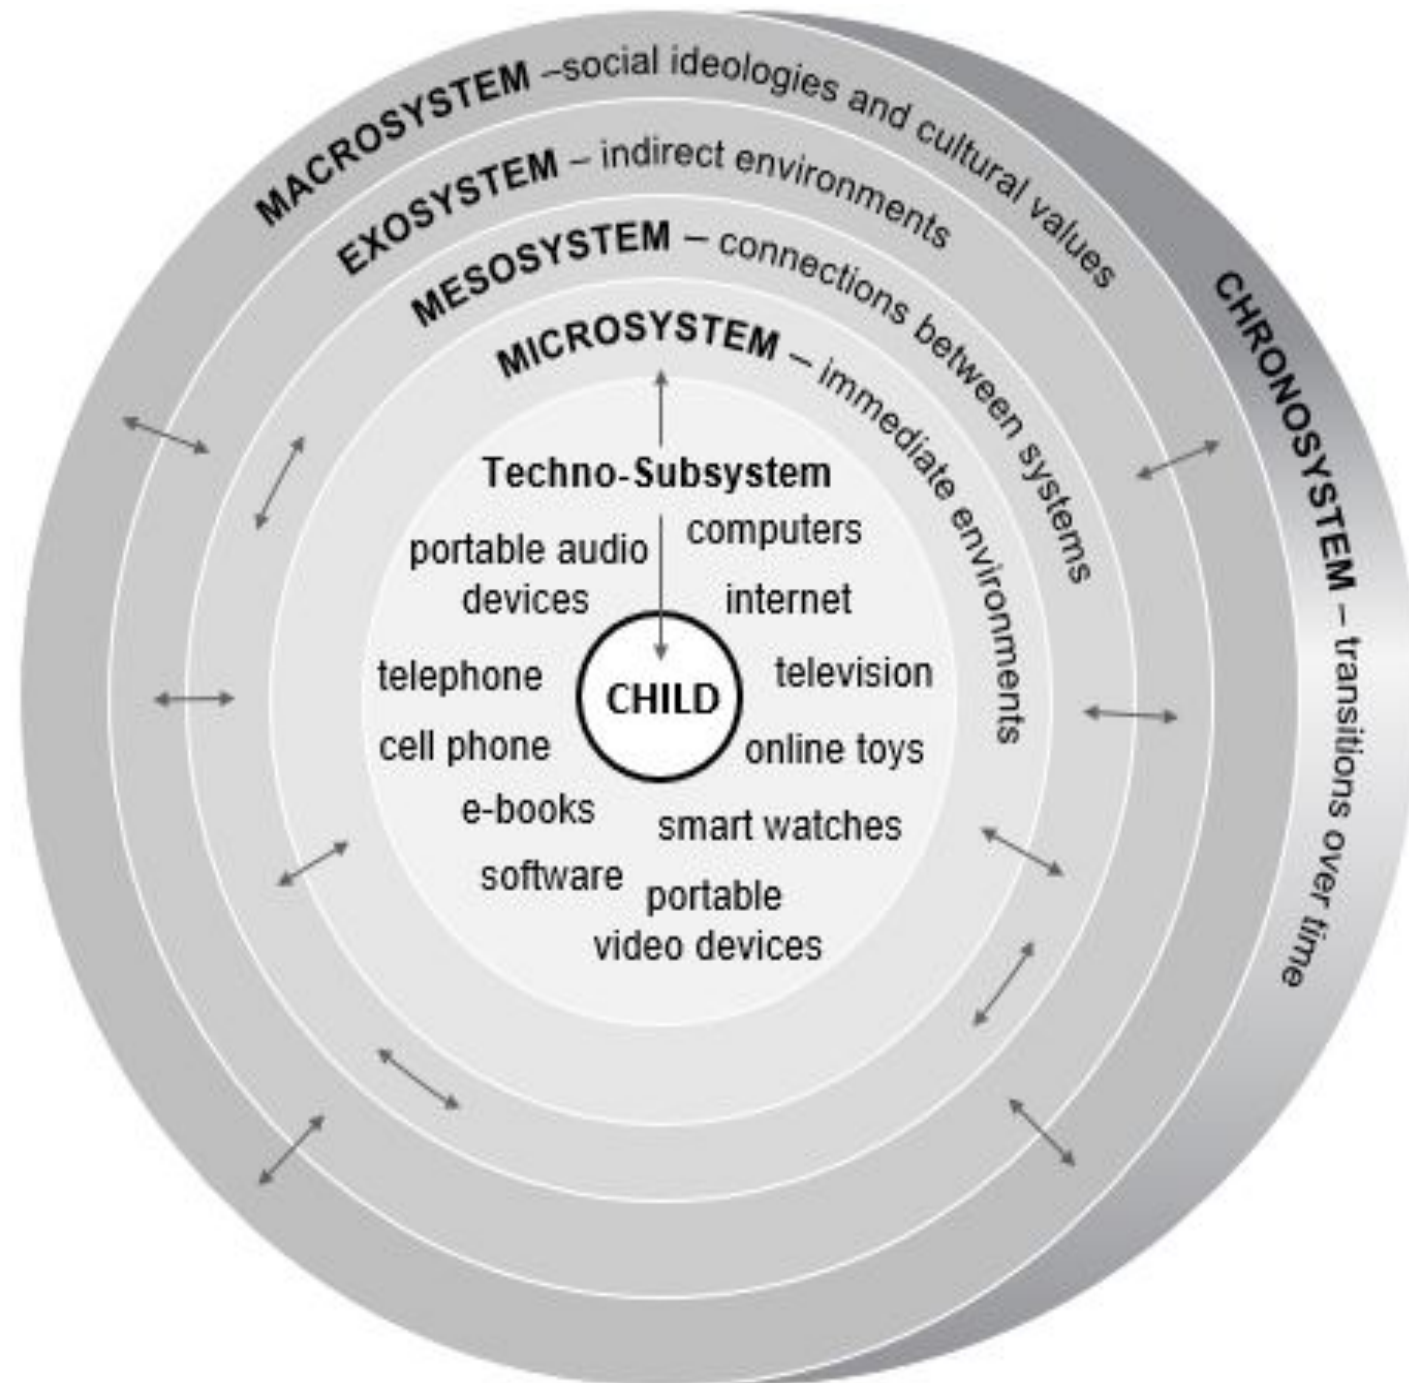 MACROSYSTEM –social ideologies and cultural values
EXOSYSTEM – indirect environments
MESOSYSTEM – connections between systems
MICROSYSTEM – immediate environments
CHRONOSYSTEM – transitions over time
Techno-Subsystem
portable audio
devices
computers
internet
telephone
CHILD
television
cell phone
online toys
e-books
smart watches
software
portable
video devices